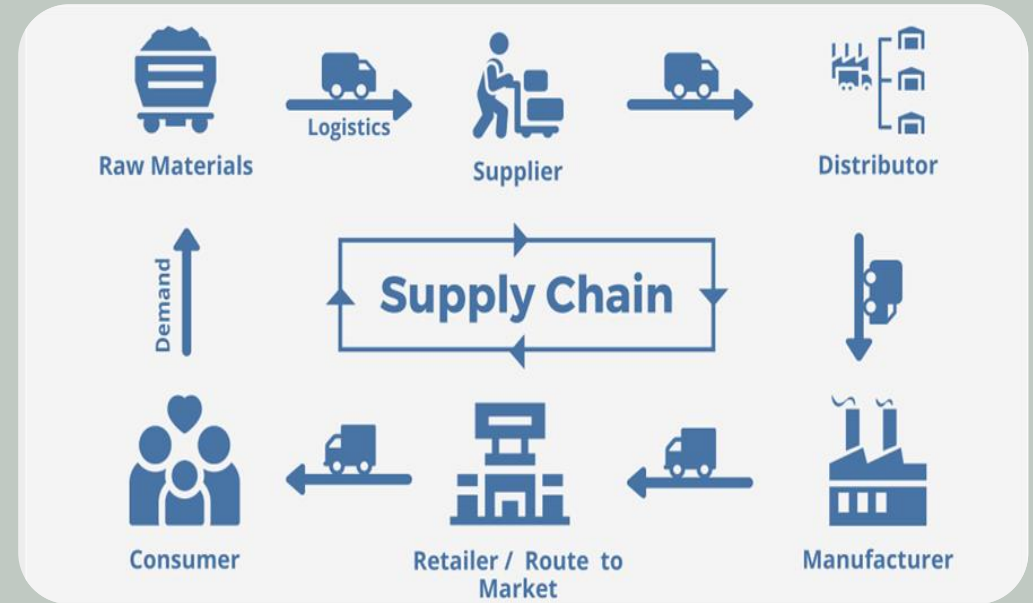 Logistics
Raw Materials
Supplier
Distributor
Demand
Supply Chain
Consumer
Retailer / Route to
Market
Manufacturer